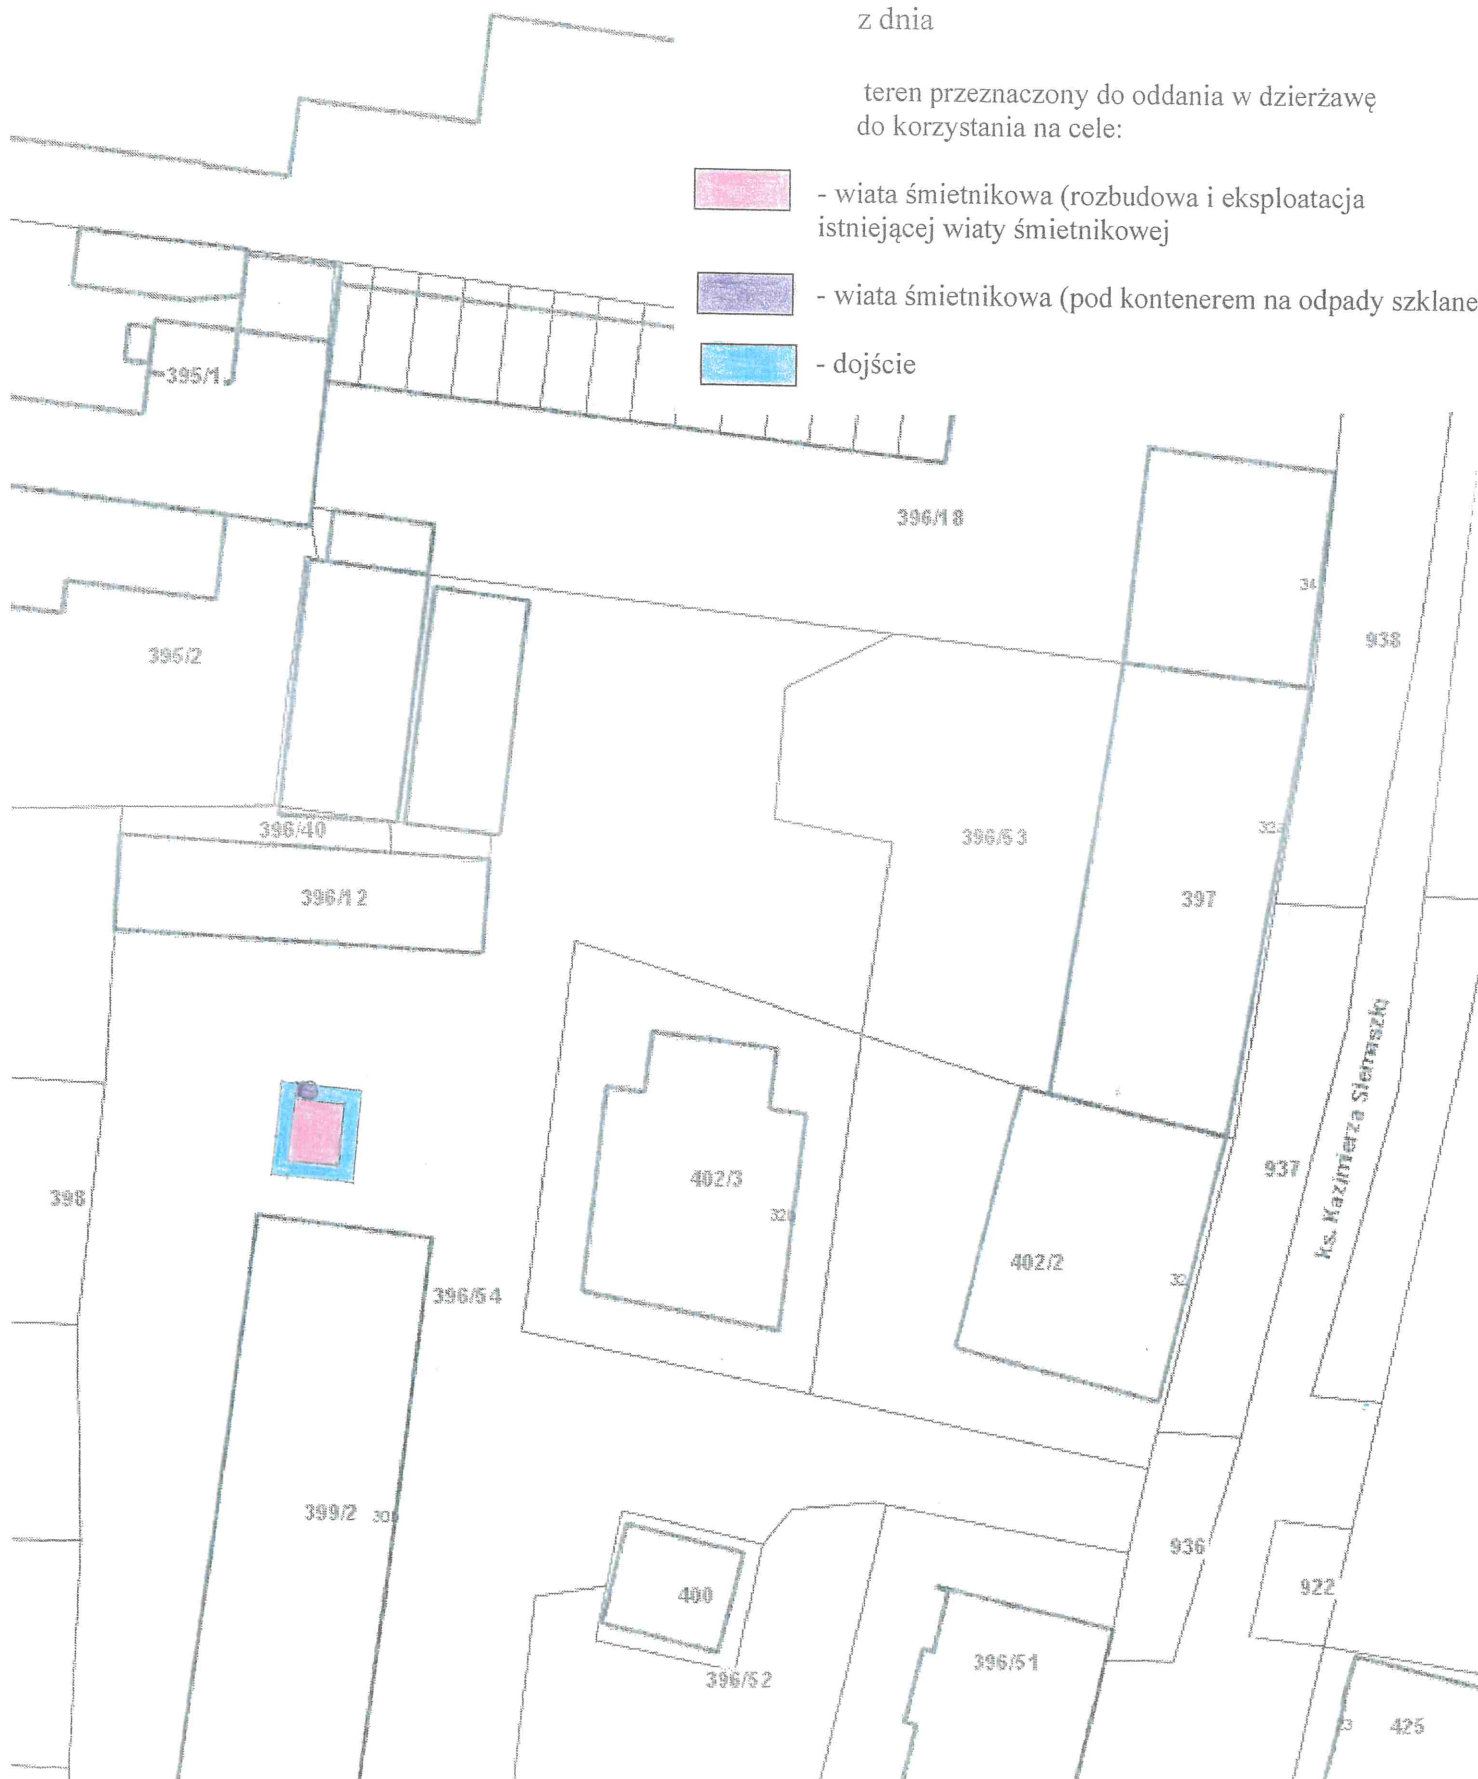 z dnia
teren przeznaczony do oddania w dzierżawę
do korzystania na cele:
- wiata śmietnikowa (rozbudowa i eksploatacja
istniejącej wiaty śmietnikowej
- wiata śmietnikowa (pod kontenerem na odpady szklane
- dojście
395/1
396/18
34
938
395/2
396/40
396/53
396/12
397
ks. Kazimierza Siemaszki
398
402/3
937
402/2
32
396/54
399/2
936
400
922
396/52
396/51
425